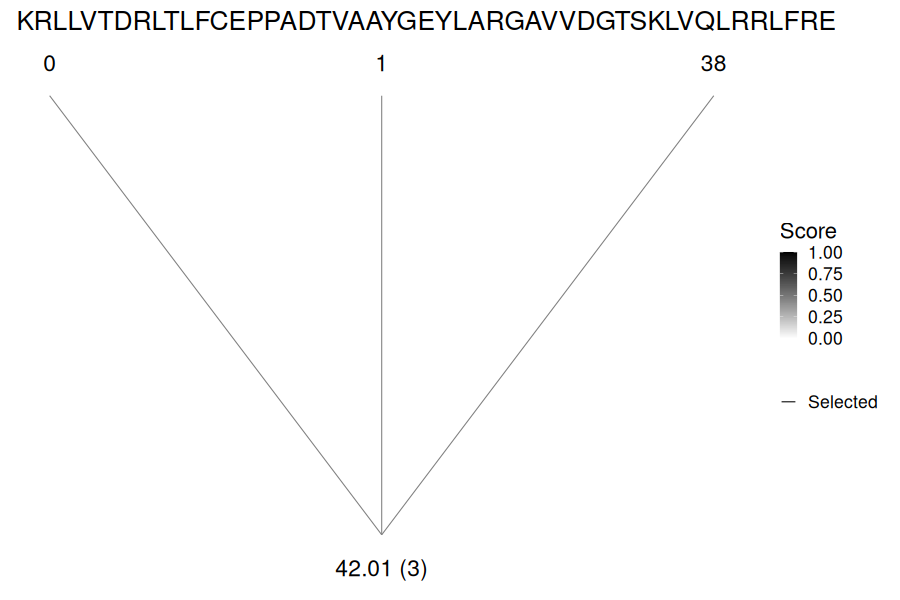 KRLLVTDRLTLFCEPPADTVAAYGEYLARGAVVDGTSKLVQLRRLFRE
0 1 38
Score
1.00
0.75
0.50
0.25
0.00
Selected
42.01 (3)